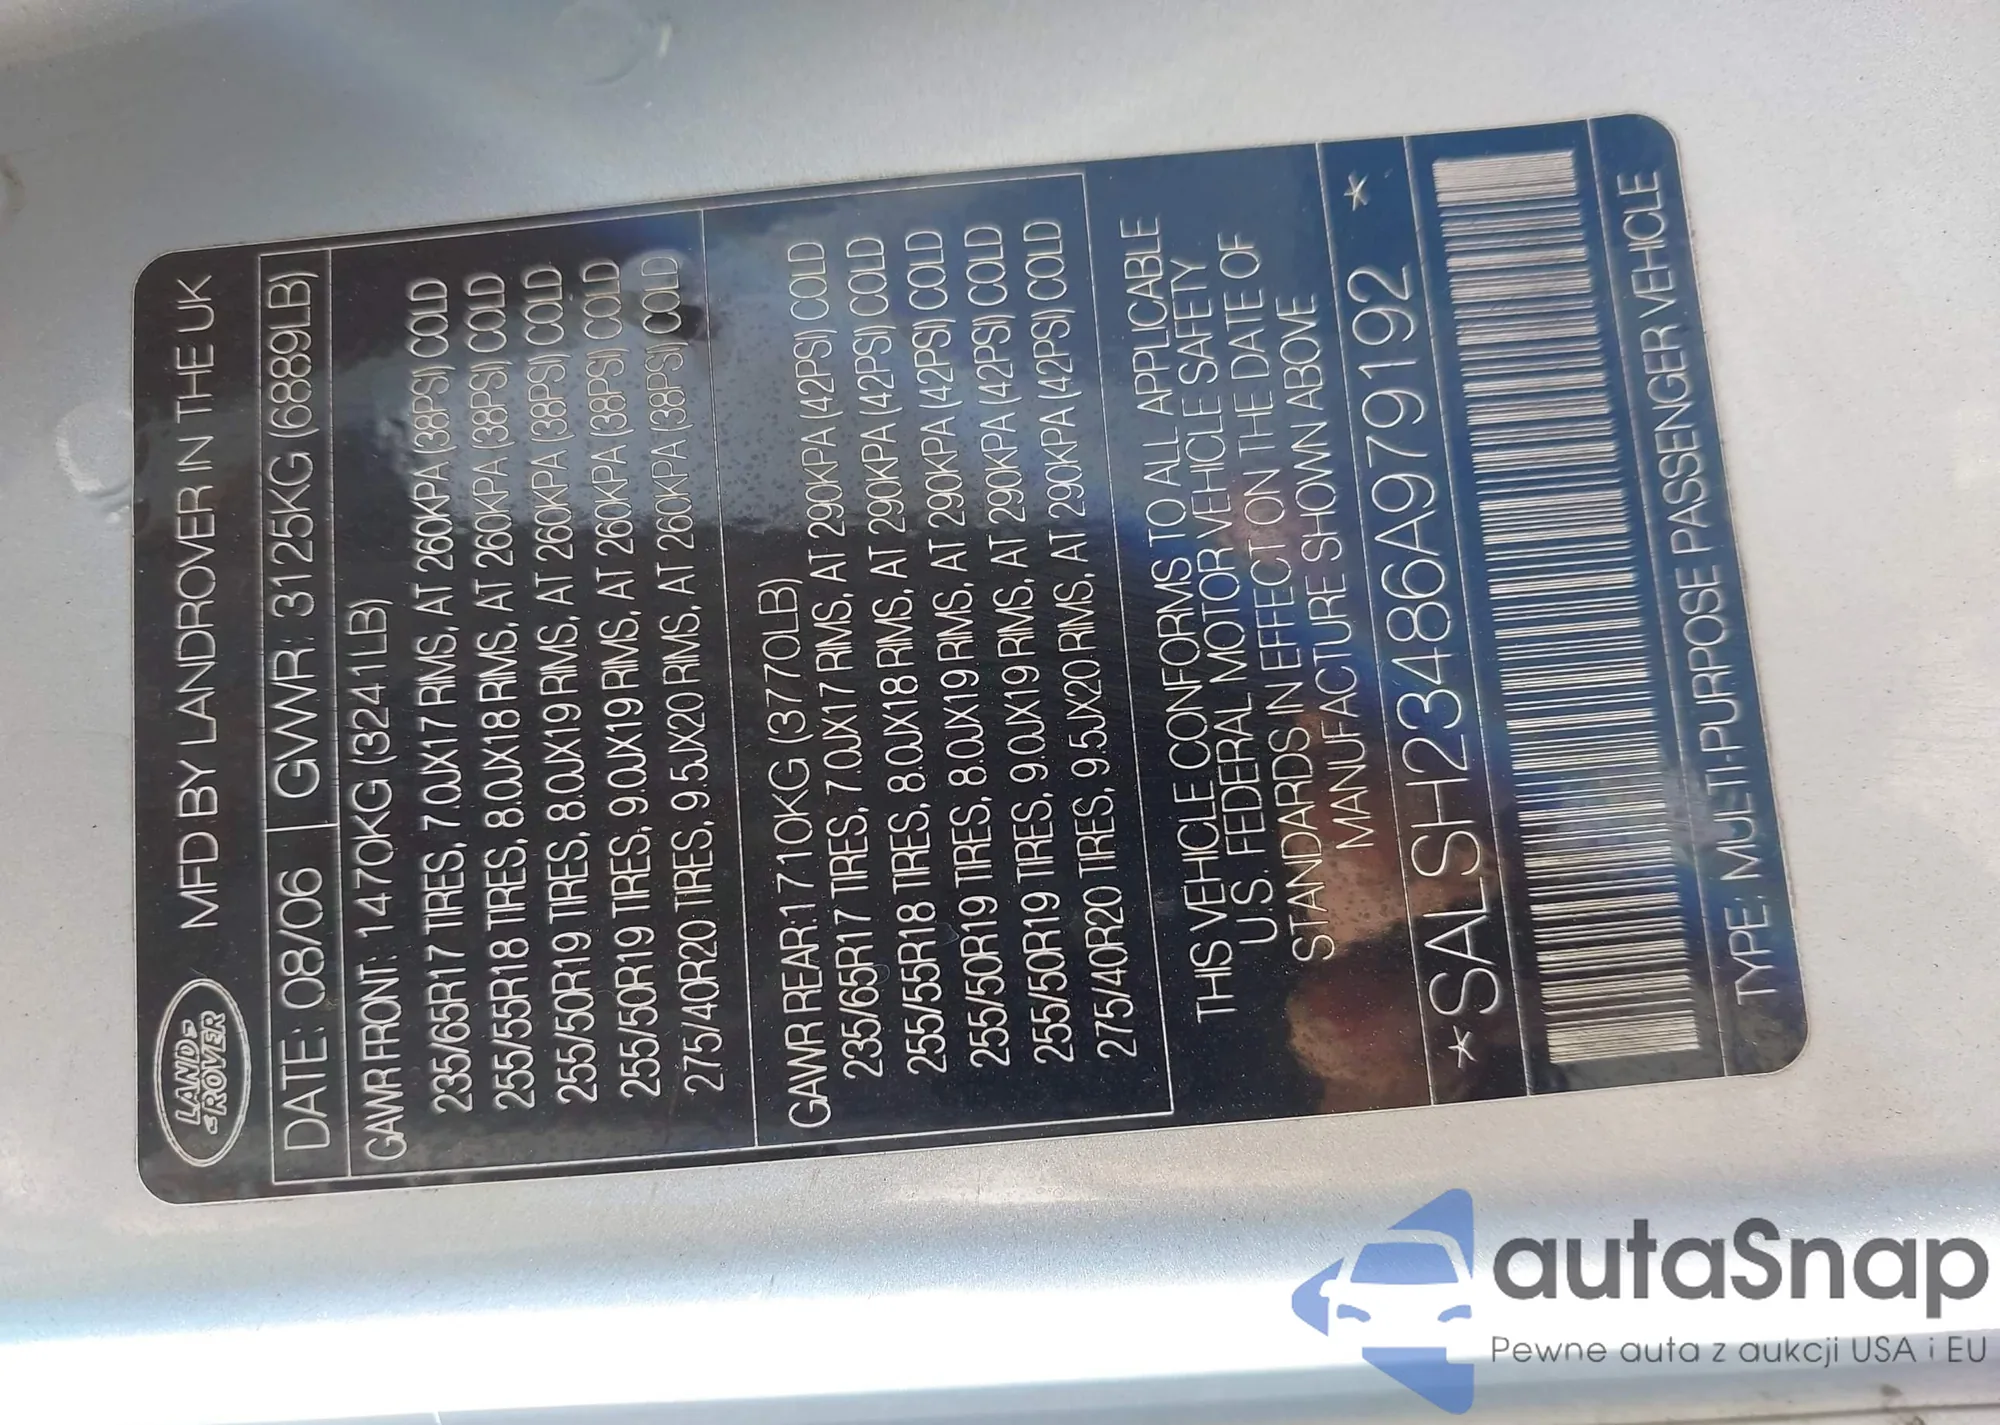 LAND-
ROVER
MFD BY LANDROVER IN THE UK
DATE: 08/06
GVWR: 3125KG (6889LB)
GAWR FRONT: 1470KG (3241LB)
235/65R17 TIRES, 7.0JX17 RIMS, AT 260KPA (38PSI) COLD
255/55R18 TIRES, 8.0JX18 RIMS, AT 260KPA (38PSI) COLD
255/50R19 TIRES, 8.0JX19 RIMS, AT 260KPA (38PSI) COLD
255/50R19 TIRES, 9.0JX19 RIMS, AT 260KPA (38PSI) COLD
275/40R20 TIRES, 9.5JX20 RIMS, AT 260KPA (38PSI) COLD
GAWR REAR:1710KG (3770LB)
235/65R17 TIRES, 7.0JX17 RIMS, AT 290KPA (42PSI) COLD
255/55R18 TIRES, 8.0JX18 RIMS, AT 290KPA (42PSI) COLD
255/50R19 TIRES, 8.0JX19 RIMS, AT 290KPA (42PSI) COLD
255/50R19 TIRES, 9.0JX19 RIMS, AT 290KPA (42PSI) COLD
275/40R20 TIRES, 9.5JX20 RIMS, AT 290KPA (42PSI) COLD
THIS VEHICLE CONFORMS TO ALL APPLICABLE
U.S. FEDERAL MOTOR VEHICLE SAFETY
STANDARDS IN EFFECT ON THE DATE OF
MANUFACTURE SHOWN ABOVE
*SALSH23486A979192 *
TYPE: MULTI-PURPOSE PASSENGER VEHICLE
autaSnap
Pewne auta z aukcji USA i EU